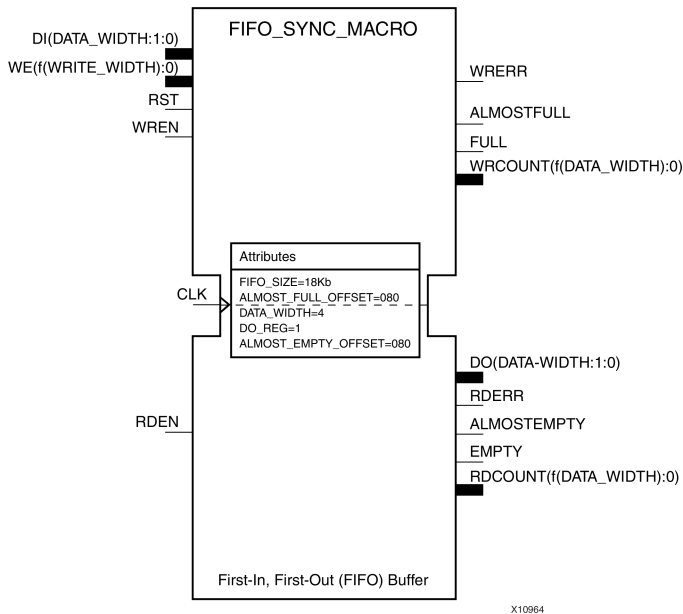 FIFO_SYNC_MACRO
DI(DATA_WIDTH:1:0)
WE(f(WRITE_WIDTH):0)
RST
WREN
WRERR
ALMOSTFULL
FULL
WRCOUNT(f(DATA_WIDTH):0)
Attributes
FIFO_SIZE=18Kb
ALMOST_FULL_OFFSET=080
DATA_WIDTH=4
DO_REG=1
ALMOST_EMPTY_OFFSET=080
CLK
DO(DATA-WIDTH:1:0)
RDERR
RDEN
ALMOSTEMPTY
EMPTY
RDCOUNT(f(DATA_WIDTH):0)
First-In, First-Out (FIFO) Buffer
X10964